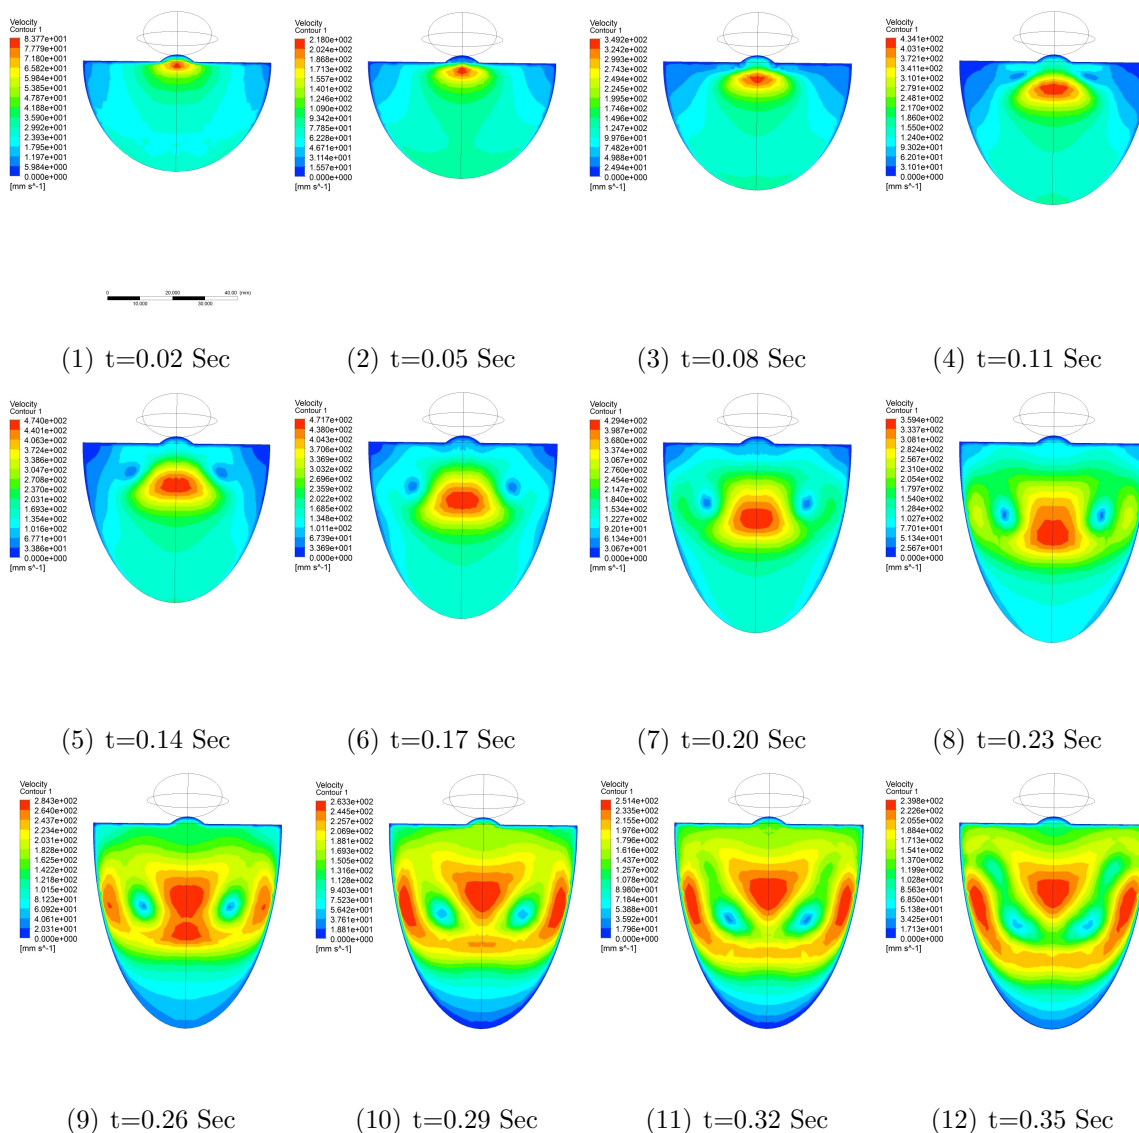 Velocity
Contour 1
8.377e+001
7.779e+001
7.180e+001
6.582e+001
5.984e+001
5.385e+001
4.787e+001
4.188e+001
3.590e+001
2.992e+001
2.393e+001
1.795e+001
1.197e+001
5.984e+000
0.000e+000
[mm s^-1]
0 20.000 40.00 (mm)
10.000 30.000
(1) t=0.02 Sec
Velocity
Contour 1
2.180e+002
2.024e+002
1.868e+002
1.713e+002
1.557e+002
1.401e+002
1.246e+002
1.090e+002
9.342e+001
7.785e+001
6.228e+001
4.671e+001
3.114e+001
1.557e+001
0.000e+000
[mm s^-1]
(2) t=0.05 Sec
Velocity
Contour 1
3.492e+002
3.242e+002
2.993e+002
2.743e+002
2.494e+002
2.245e+002
1.995e+002
1.746e+002
1.496e+002
1.247e+002
9.976e+001
7.482e+001
4.988e+001
2.494e+001
0.000e+000
[mm s^-1]
(3) t=0.08 Sec
Velocity
Contour 1
4.341e+002
4.031e+002
3.721e+002
3.411e+002
3.101e+002
2.791e+002
2.481e+002
2.170e+002
1.860e+002
1.550e+002
1.240e+002
9.302e+001
6.201e+001
3.101e+001
0.000e+000
[mm s^-1]
(4) t=0.11 Sec
Velocity
Contour 1
4.740e+002
4.401e+002
4.063e+002
3.724e+002
3.386e+002
3.047e+002
2.708e+002
2.370e+002
2.031e+002
1.693e+002
1.354e+002
1.016e+002
6.771e+001
3.386e+001
0.000e+000
[mm s^-1]
(5) t=0.14 Sec
Velocity
Contour 1
4.717e+002
4.380e+002
4.043e+002
3.706e+002
3.369e+002
3.032e+002
2.696e+002
2.359e+002
2.022e+002
1.685e+002
1.348e+002
1.011e+002
6.739e+001
3.369e+001
0.000e+000
[mm s^-1]
(6) t=0.17 Sec
Velocity
Contour 1
4.294e+002
3.987e+002
3.680e+002
3.374e+002
3.067e+002
2.760e+002
2.454e+002
2.147e+002
1.840e+002
1.534e+002
1.227e+002
9.201e+001
6.134e+001
3.067e+001
0.000e+000
[mm s^-1]
(7) t=0.20 Sec
Velocity
Contour 1
3.594e+002
3.337e+002
3.081e+002
2.824e+002
2.567e+002
2.310e+002
2.054e+002
1.797e+002
1.540e+002
1.284e+002
1.027e+002
7.701e+001
5.134e+001
2.567e+001
0.000e+000
[mm s^-1]
(8) t=0.23 Sec
Velocity
Contour 1
2.843e+002
2.640e+002
2.437e+002
2.234e+002
2.031e+002
1.828e+002
1.625e+002
1.422e+002
1.218e+002
1.015e+002
8.123e+001
6.092e+001
4.061e+001
2.031e+001
0.000e+000
[mm s^-1]
(9) t=0.26 Sec
Velocity
Contour 1
2.633e+002
2.445e+002
2.257e+002
2.069e+002
1.881e+002
1.693e+002
1.505e+002
1.316e+002
1.128e+002
9.403e+001
7.523e+001
5.642e+001
3.761e+001
1.881e+001
0.000e+000
[mm s^-1]
(10) t=0.29 Sec
Velocity
Contour 1
2.514e+002
2.335e+002
2.155e+002
1.976e+002
1.796e+002
1.616e+002
1.437e+002
1.257e+002
1.078e+002
8.980e+001
7.184e+001
5.388e+001
3.592e+001
1.796e+001
0.000e+000
[mm s^-1]
(11) t=0.32 Sec
Velocity
Contour 1
2.398e+002
2.226e+002
2.055e+002
1.884e+002
1.713e+002
1.541e+002
1.370e+002
1.199e+002
1.028e+002
8.563e+001
6.850e+001
5.138e+001
3.425e+001
1.713e+001
0.000e+000
[mm s^-1]
(12) t=0.35 Sec